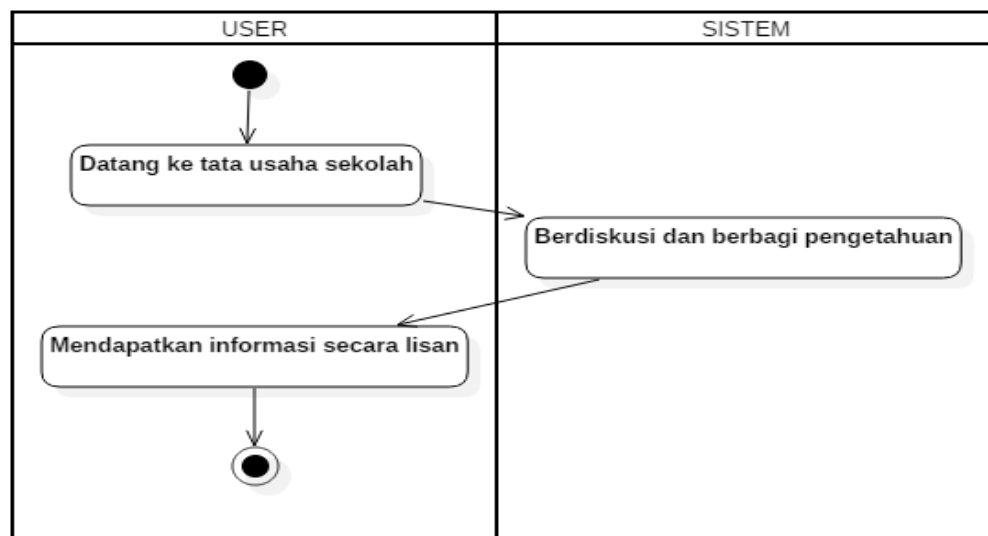 USER
SISTEM
Datang ke tata usaha sekolah
Berdiskusi dan berbagi pengetahuan
Mendapatkan informasi secara lisan